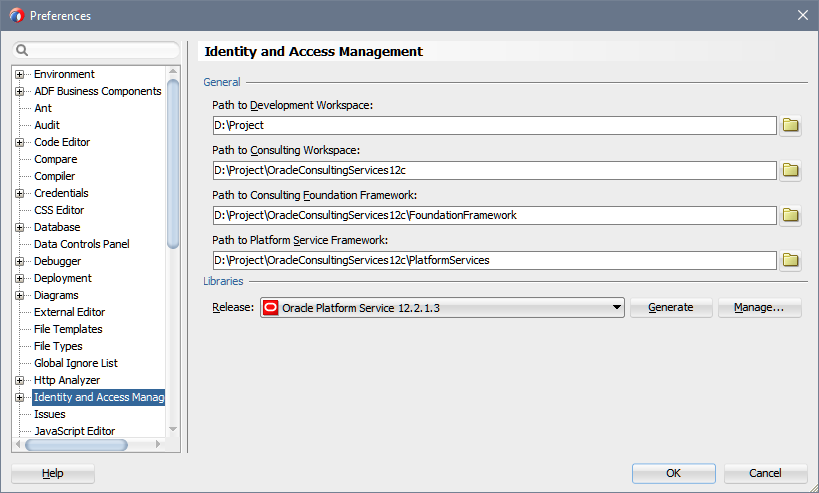 Preferences
Identity and Access Management
Environment
ADF Business Components
Ant
Audit
Code Editor
Compare
Compiler
Credentials
CSS Editor
Database
Data Controls Panel
Debugger
Deployment
Diagrams
External Editor
File Templates
File Types
Global Ignore List
Http Analyzer
Identity and Access Manag
Issues
JavaScript Editor
General
Path to Development Workspace:
D:\Project
Path to Consulting Workspace:
D:\Project\OracleConsultingServices12c
Path to Consulting Foundation Framework:
D:\Project\OracleConsultingServices12c\FoundationFramework
Path to Platform Service Framework:
D:\Project\OracleConsultingServices12c\PlatformServices
Libraries
Release: Oracle Platform Service 12.2.1.3 Generate Manage...
Help OK Cancel